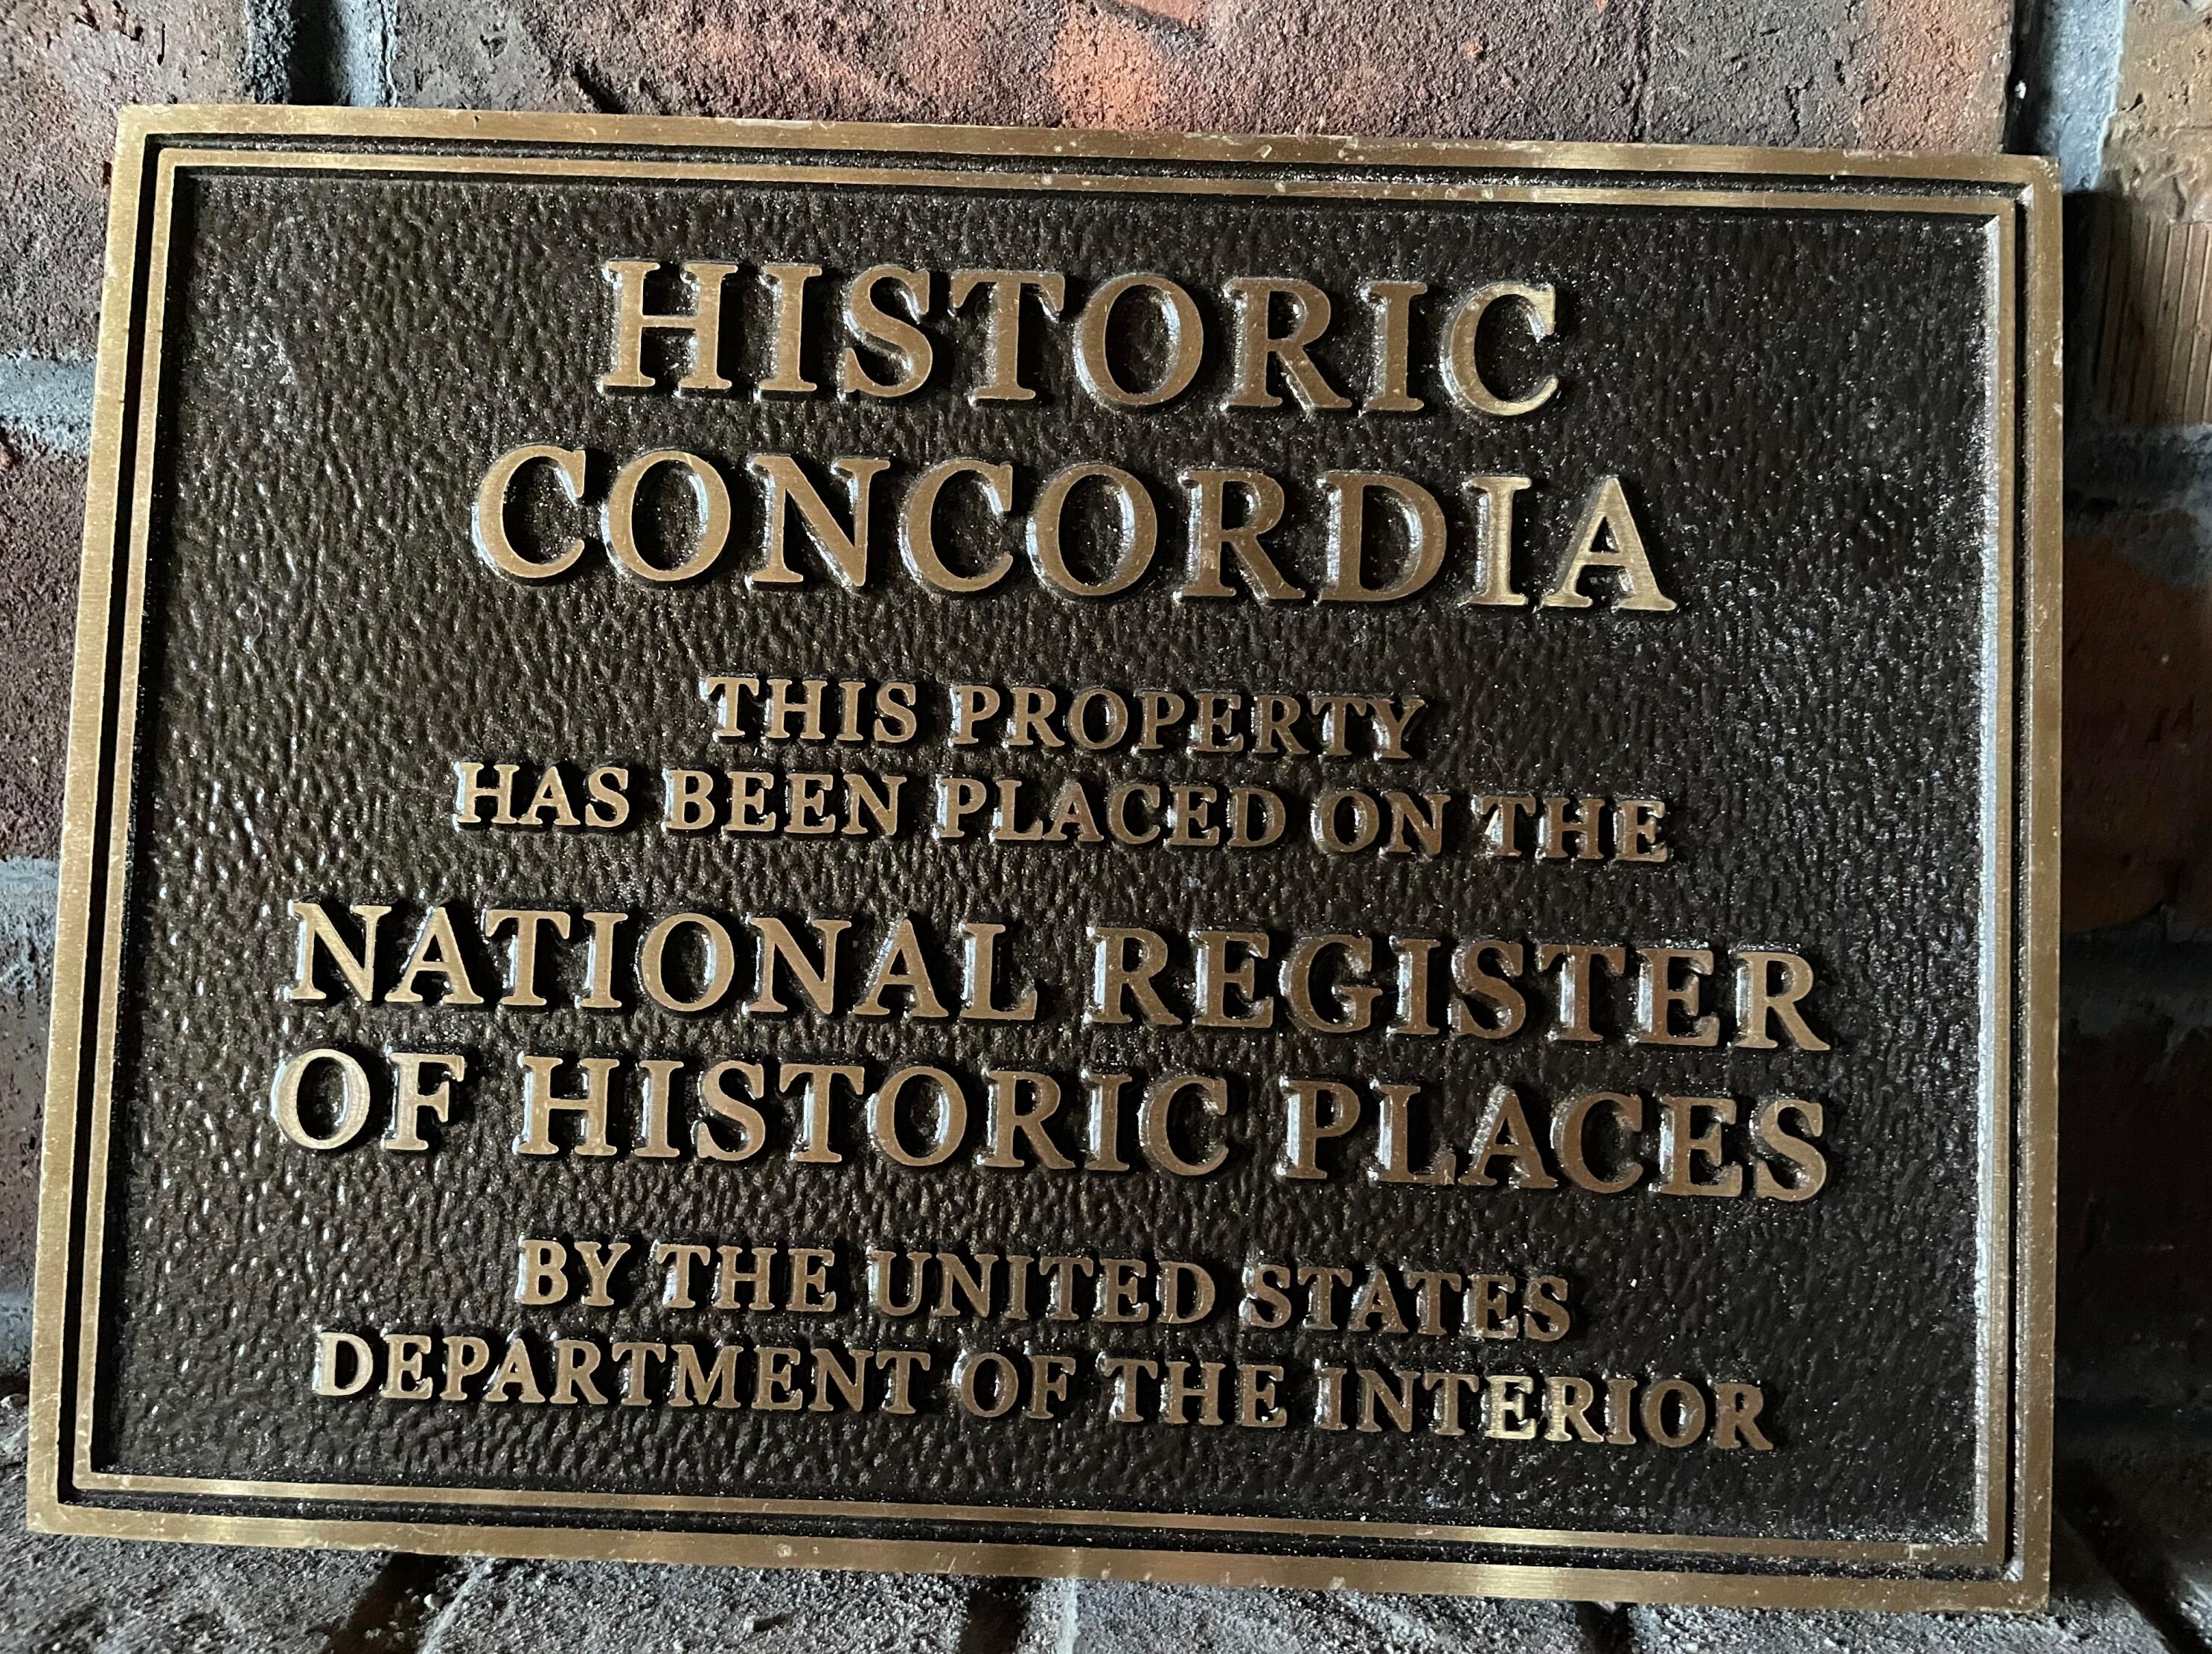 HISTORIC
CONCORDIA
THIS PROPERTY
HAS BEEN PLACED ON THE
NATIONAL REGISTER
OF HISTORIC PLACES
BY THE UNITED STATES
DEPARTMENT OF THE INTERIOR